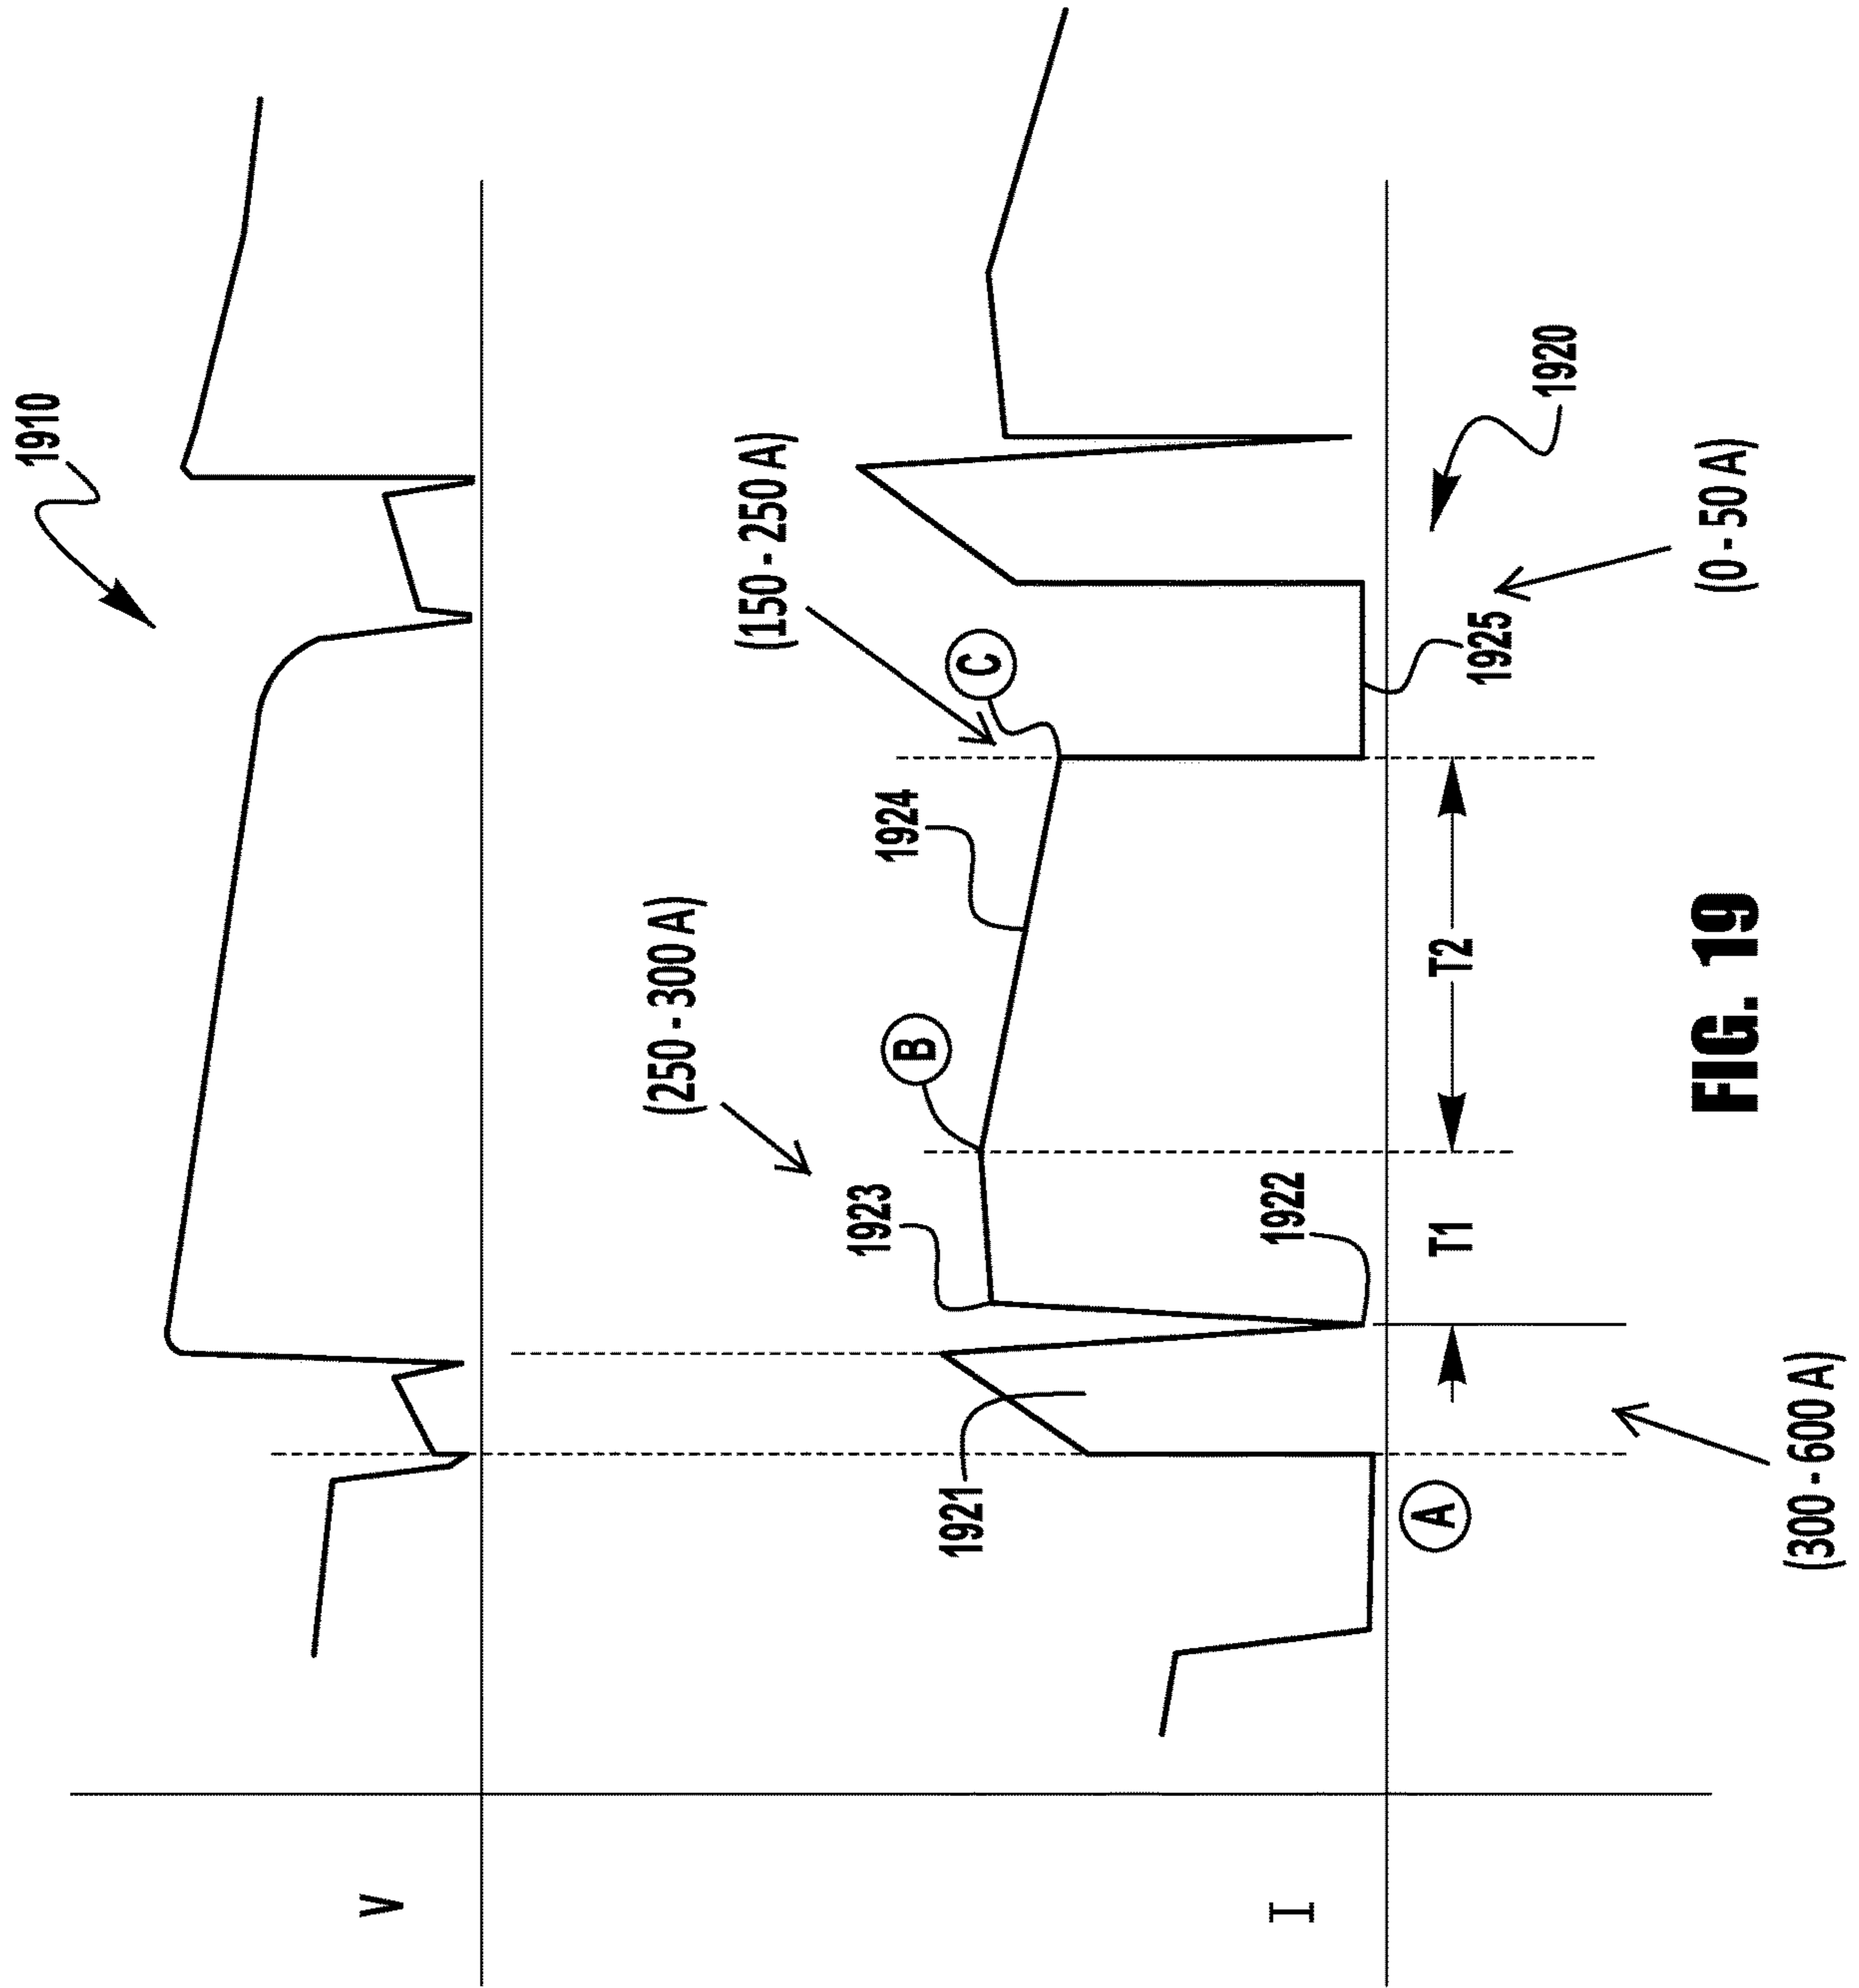 1910
V
(250 - 300 A)
(150 - 250 A)
1921
1923
B
1924
C
I
1922
A
T1
T2
1925
1920
(300 - 600 A)
(0 - 50 A)
FIG. 19